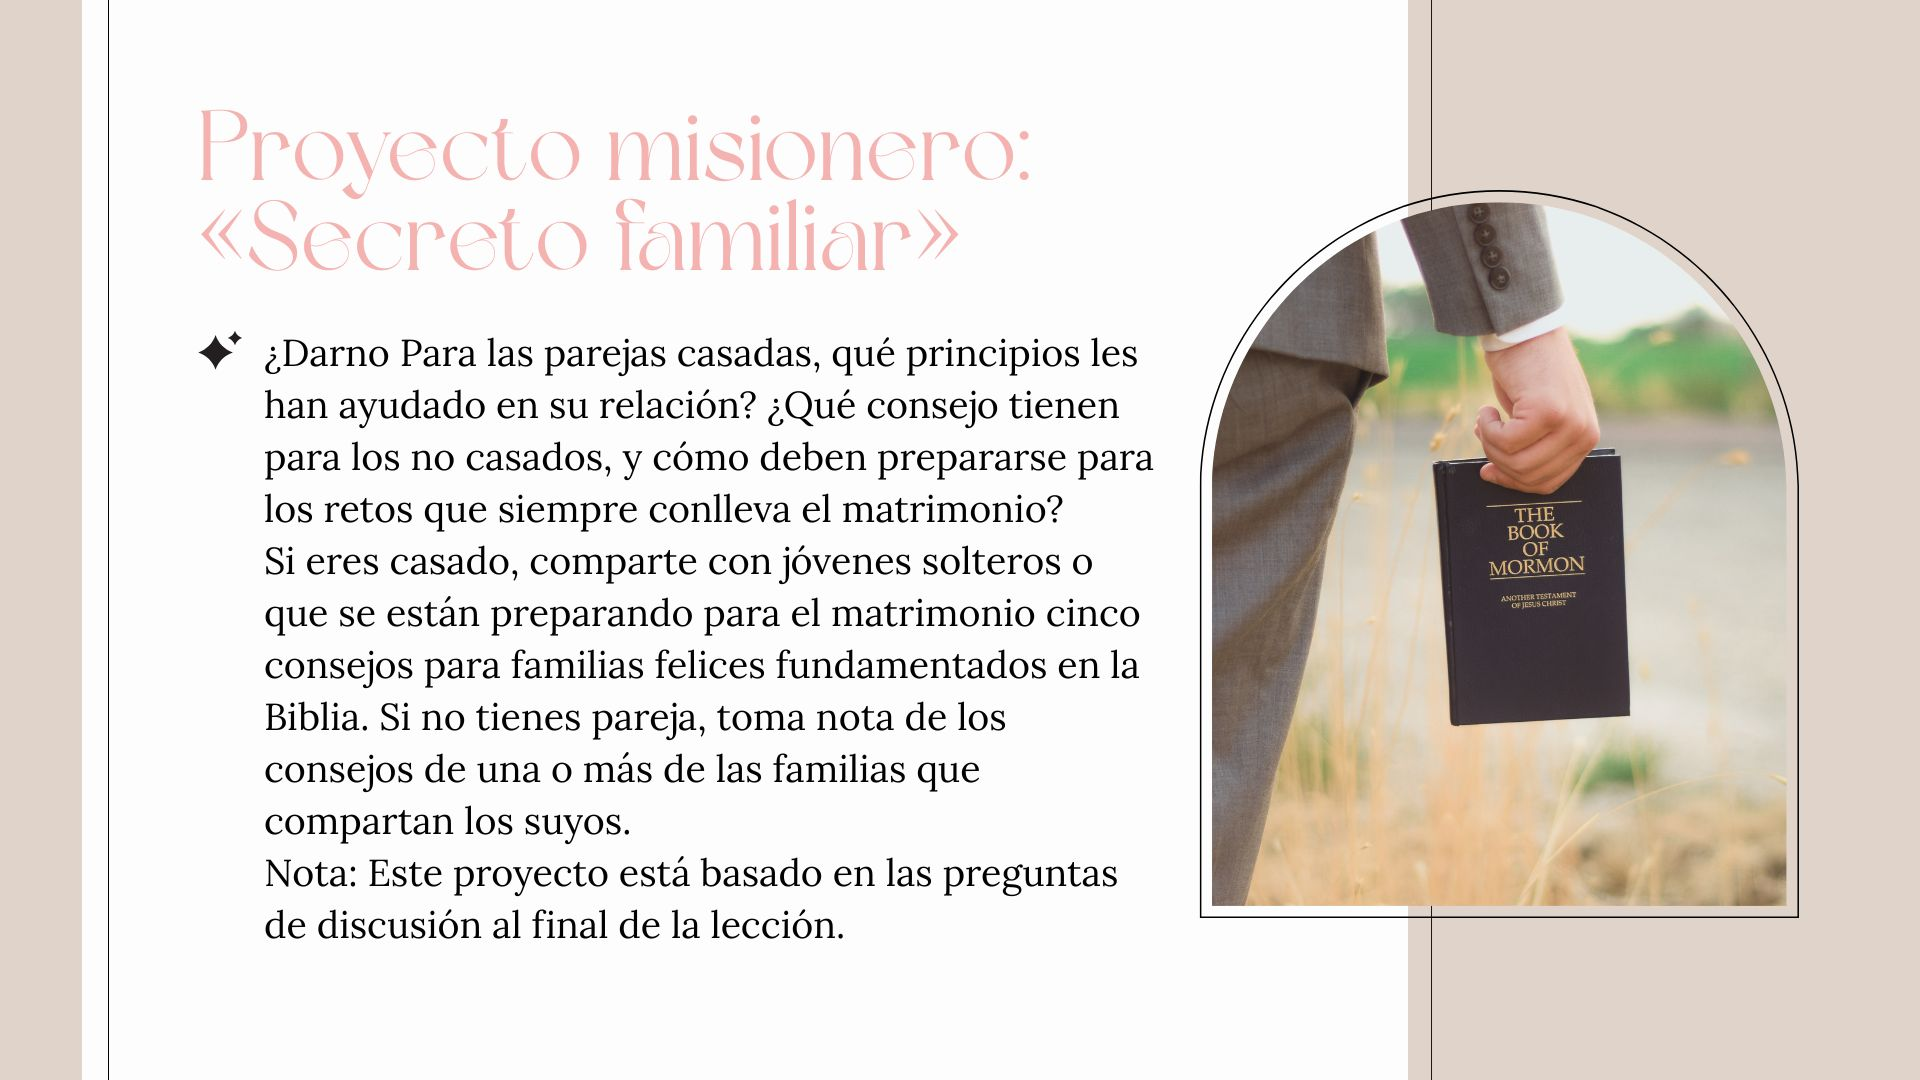 Proyecto misionero:
«Secreto familiar»
¿Darno Para las parejas casadas, qué principios les
han ayudado en su relación? ¿Qué consejo tienen
para los no casados, y cómo deben prepararse para
los retos que siempre conlleva el matrimonio?
Si eres casado, comparte con jóvenes solteros o
que se están preparando para el matrimonio cinco
consejos para familias felices fundamentados en la
Biblia. Si no tienes pareja, toma nota de los
consejos de una o más de las familias que
compartan los suyos.
Nota: Este proyecto está basado en las preguntas
de discusión al final de la lección.
THE
BOOK
OF
MORMON
ANOTHER TESTAMENT
OF JESUS CHRIST